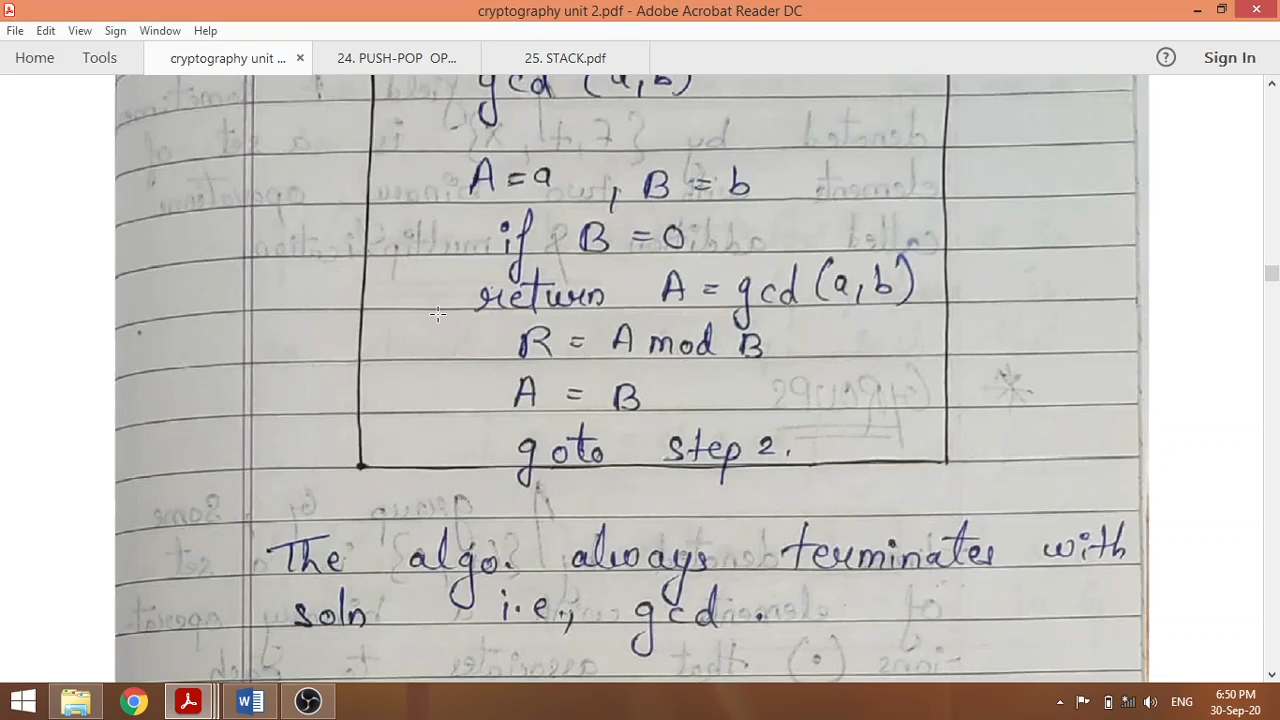 cryptography unit 2.pdf - Adobe Acrobat Reader DC
File Edit View Sign Window Help
Home Tools cryptography unit ... × 24. PUSH-POP OP... 25. STACK.pdf ? Sign In
gcd (a,b)
A = a , B = b
if B = 0
return A = gcd (a,b)
R = A mod B
A = B
goto step 2.
The algo. always terminates with
soln i.e., gcd .
ENG
6:50 PM
30-Sep-20